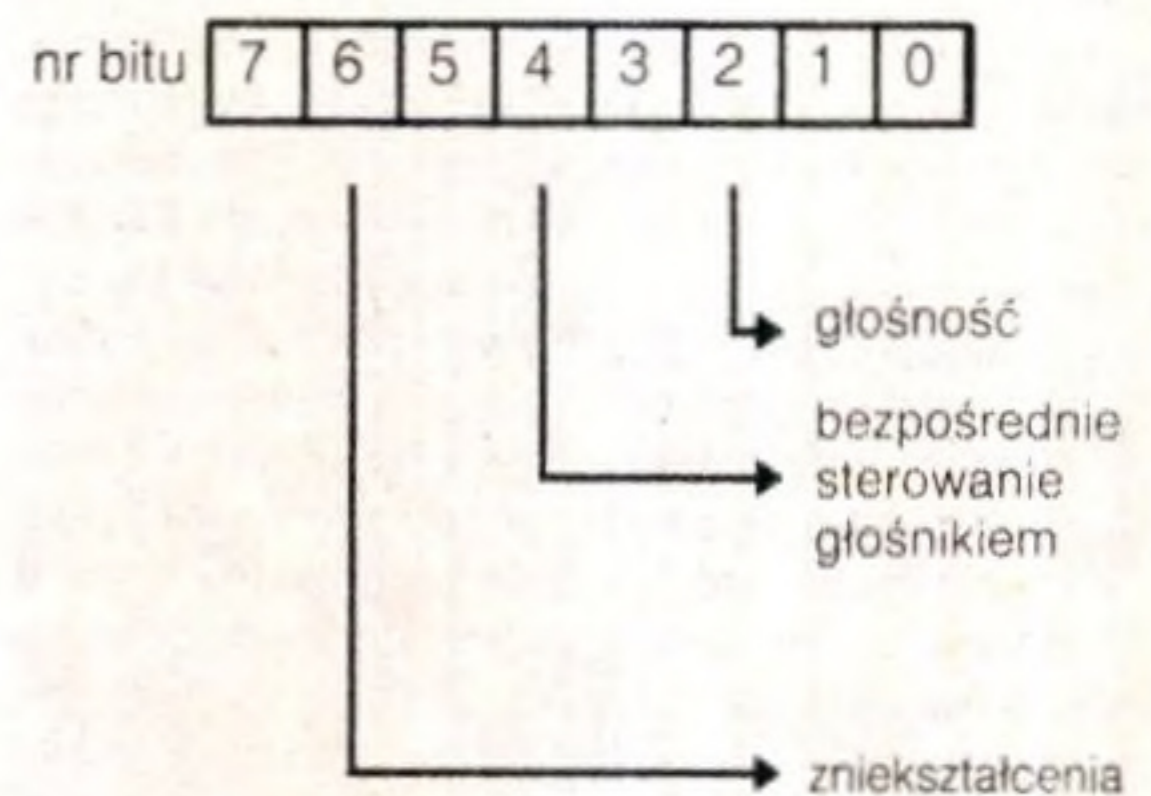 nr bitu 7 6 5 4 3 2 1 0
głośność
bezpośrednie
sterowanie
głośnikiem
zniekształcenia